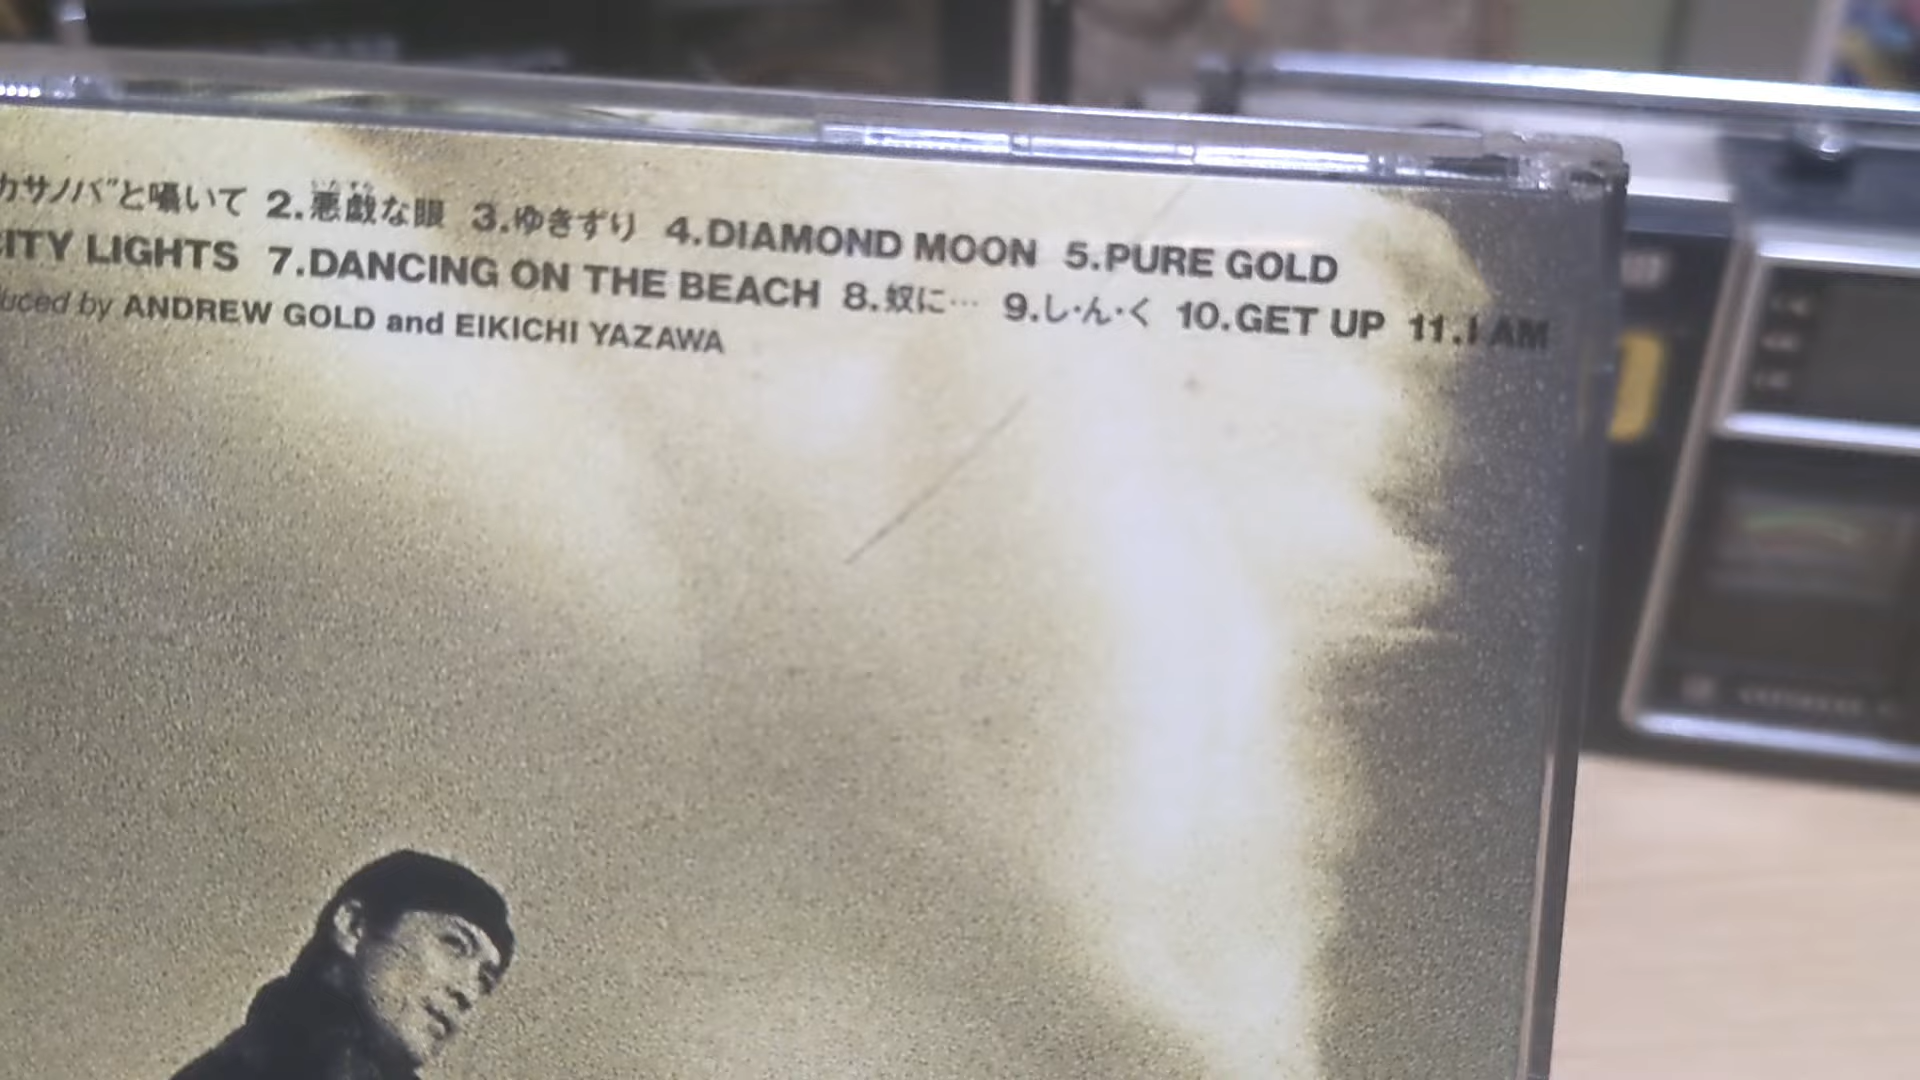 カサノバ”と囁いて 2.悪戯な眼 3.ゆきずり 4.DIAMOND MOON 5.PURE GOLD
CITY LIGHTS 7.DANCING ON THE BEACH 8.奴に… 9.し・ん・く 10.GET UP 11.I AM
uced by ANDREW GOLD and EIKICHI YAZAWA